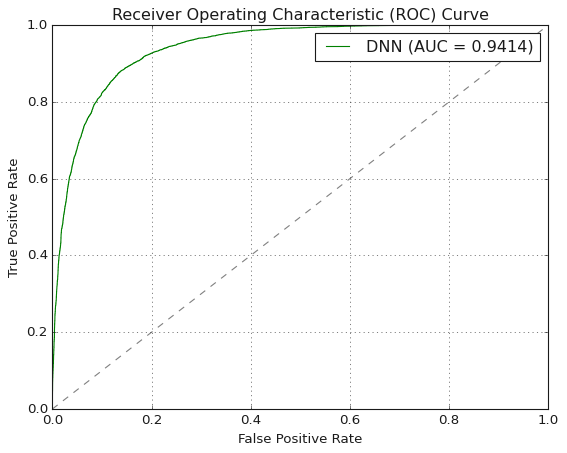 Receiver Operating Characteristic (ROC) Curve
1.0
DNN (AUC = 0.9414)
0.8
0.6
True Positive Rate
0.4
0.2
0.0
0.0 0.2 0.4 0.6 0.8 1.0
False Positive Rate